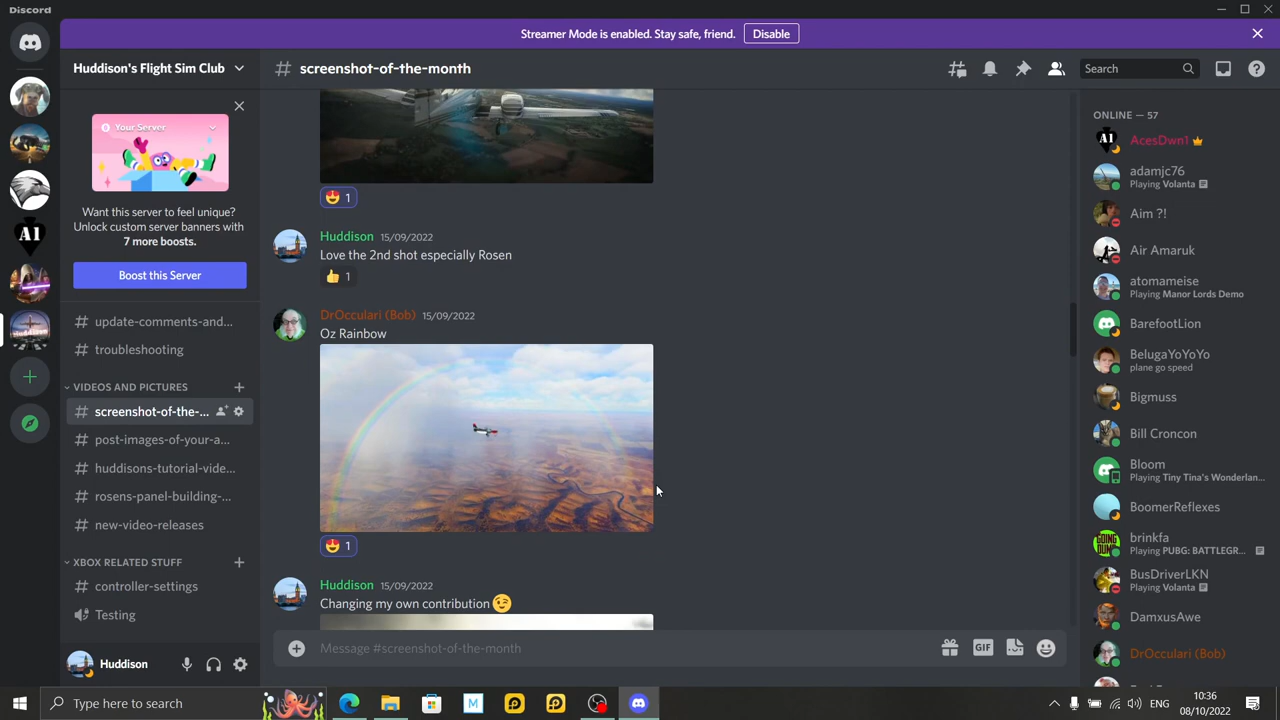 Discord
Streamer Mode is enabled. Stay safe, friend. Disable
Huddison's Flight Sim Club
# screenshot-of-the-month
Search
Your Server
Want this server to feel unique?
Unlock custom server banners with
7 more boosts.
Boost this Server
# update-comments-and...
# troubleshooting
VIDEOS AND PICTURES
# screenshot-of-the-...
# post-images-of-your-a...
# huddisons-tutorial-vide...
# rosens-panel-building-...
# new-video-releases
XBOX RELATED STUFF
# controller-settings
Testing
Huddison
😍 1
Huddison 15/09/2022
Love the 2nd shot especially Rosen
👍 1
DrOcculari (Bob) 15/09/2022
Oz Rainbow
😍 1
Huddison 15/09/2022
Changing my own contribution 😉
Message #screenshot-of-the-month
GIF
ONLINE — 57
A1
AcesDwn1
adamjc76
Playing Volanta
Aim ?!
Air Amaruk
atomameise
Playing Manor Lords Demo
BarefootLion
BelugaYoYoYo
plane go speed
Bigmuss
Bill Croncon
Bloom
Playing Tiny Tina's Wonderlan...
BoomerReflexes
GOING DUMB
brinkfa
Playing PUBG: BATTLEGR...
BusDriverLKN
Playing Volanta
DamxusAwe
DrOcculari (Bob)
A1
Type here to search
M
ENG
10:36
08/10/2022